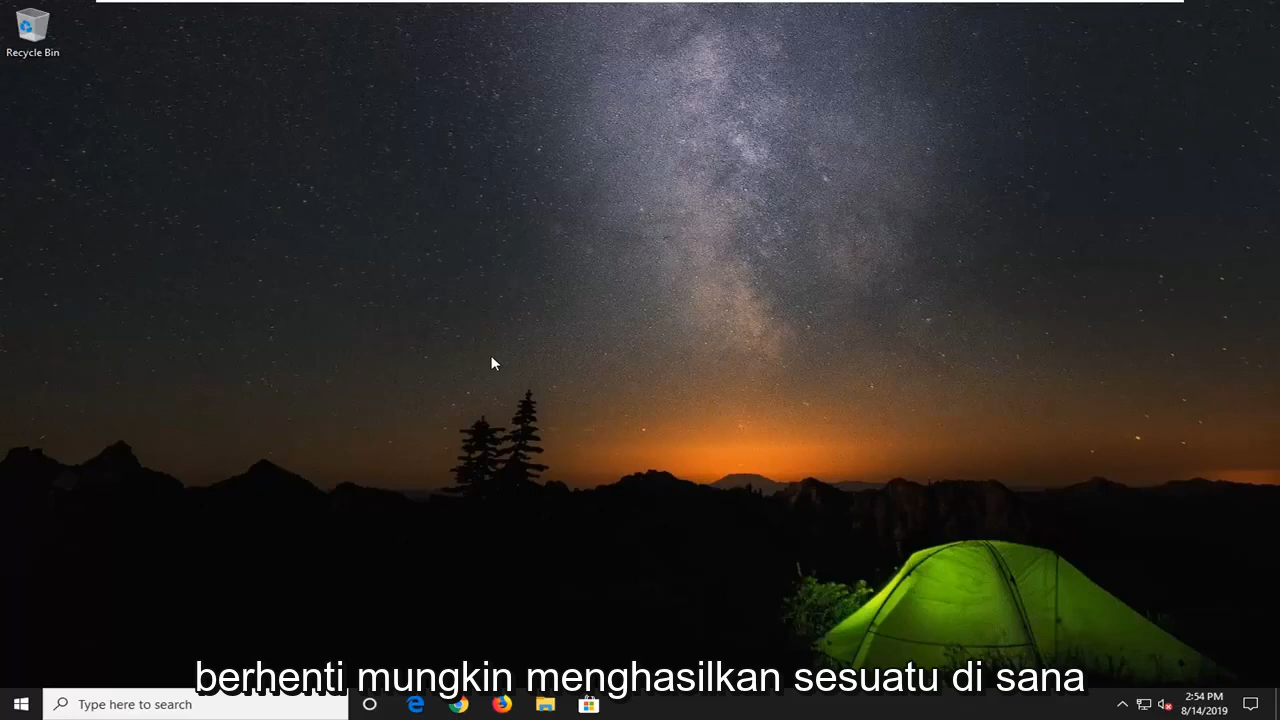 Recycle Bin
berhenti mungkin menghasilkan sesuatu di sana
Type here to search
2:54 PM
8/14/2019